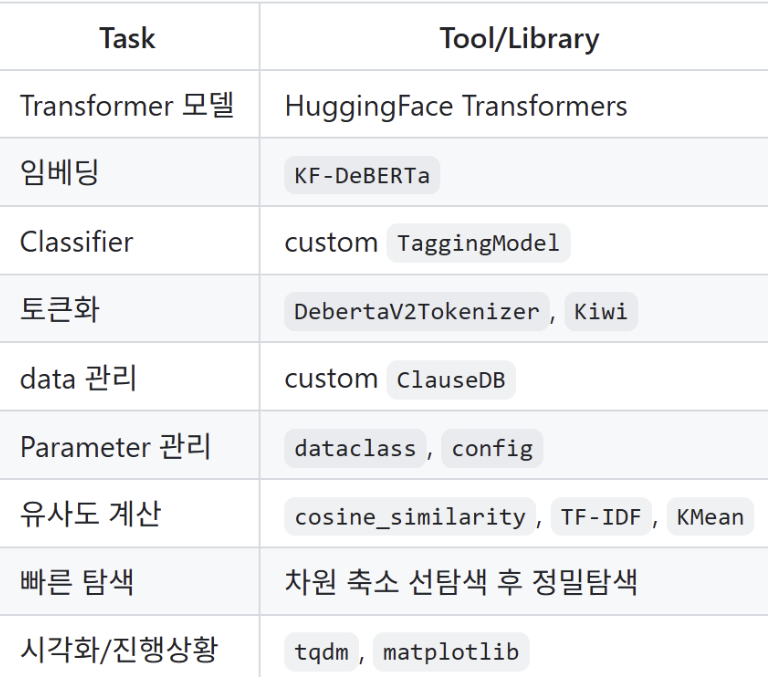 Task Tool/Library
Transformer 모델 HuggingFace Transformers
임베딩 KF-DeBERTa
Classifier custom TaggingModel
토큰화 DebertaV2Tokenizer, Kiwi
data 관리 custom ClauseDB
Parameter 관리 dataclass, config
유사도 계산 cosine_similarity, TF-IDF, KMean
빠른 탐색 차원 축소 선탐색 후 정밀탐색
시각화/진행상황 tqdm, matplotlib